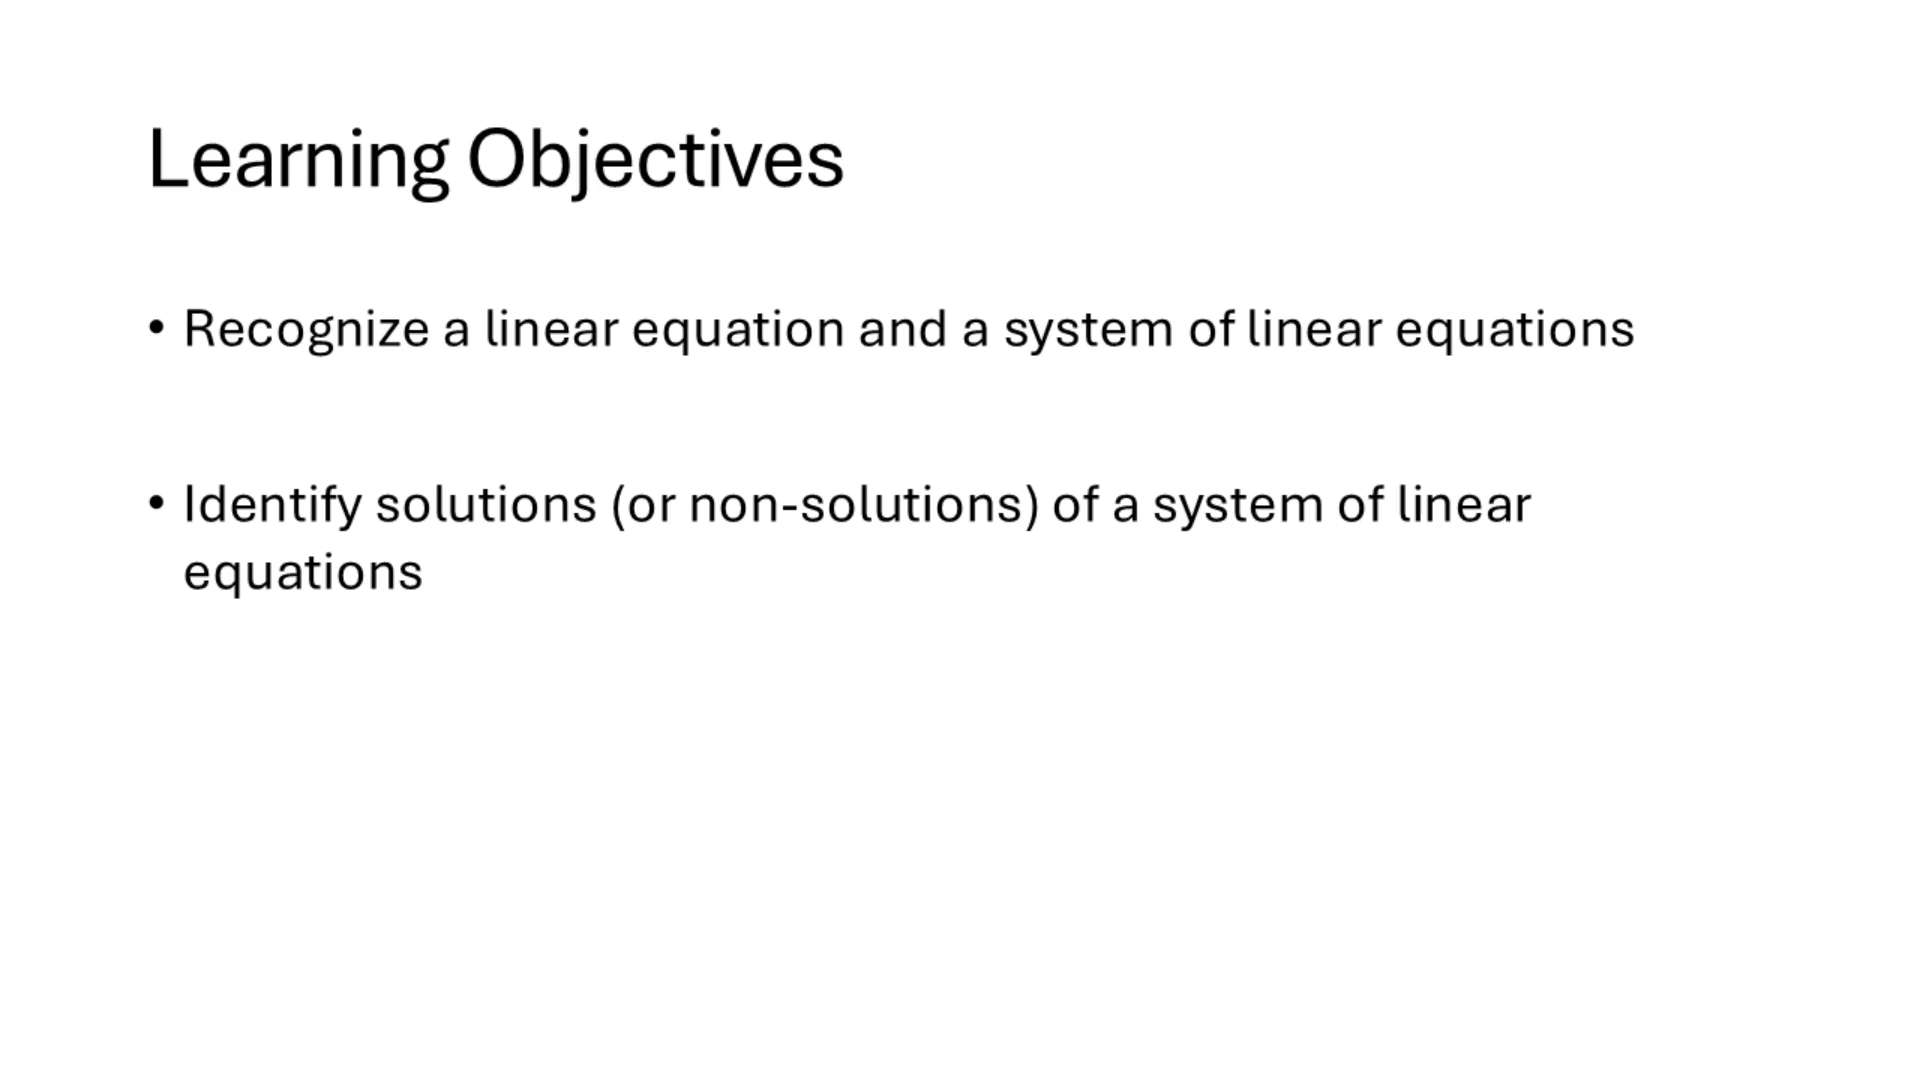 Learning Objectives
• Recognize a linear equation and a system of linear equations
• Identify solutions (or non-solutions) of a system of linear
equations